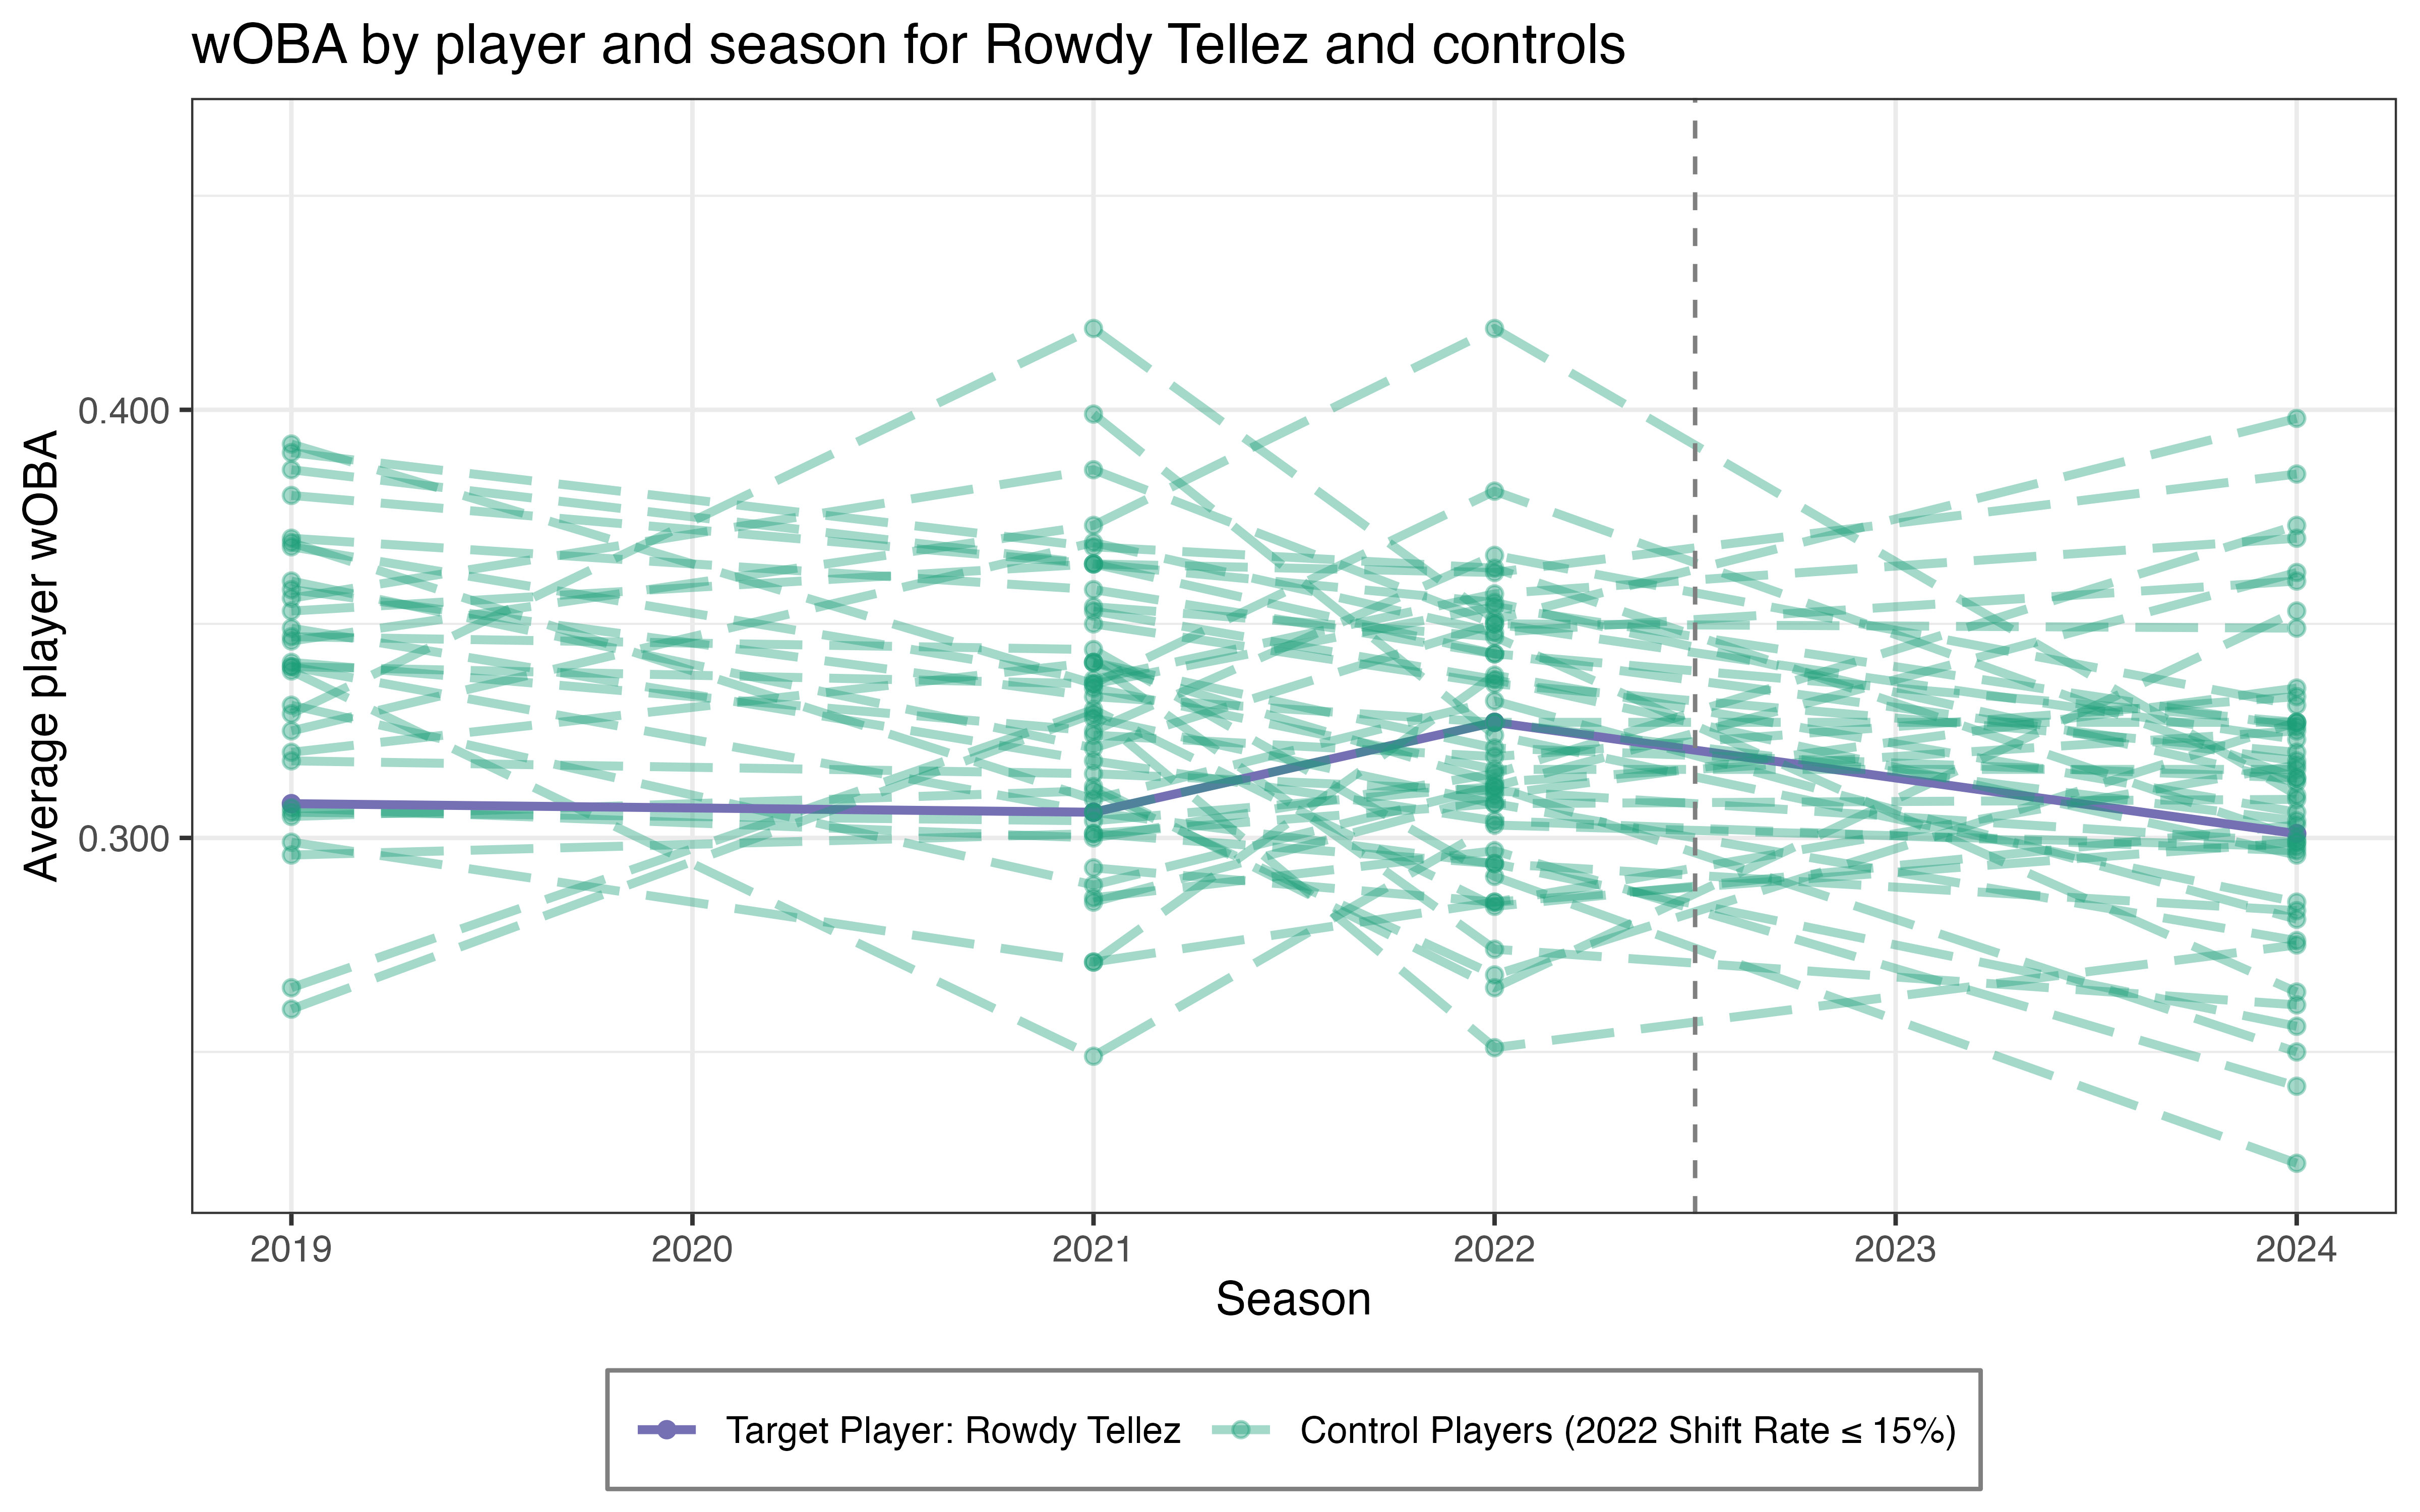 wOBA by player and season for Rowdy Tellez and controls
Average player wOBA
0.400
0.300
2019 2020 2021 2022 2023 2024
Season
Target Player: Rowdy Tellez Control Players (2022 Shift Rate ≤ 15%)